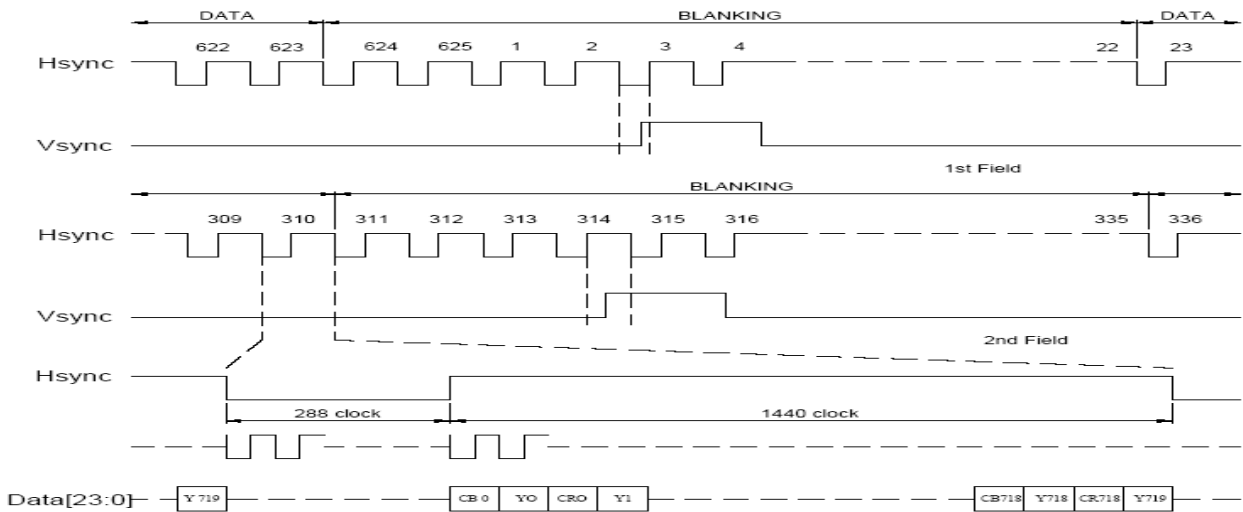 DATA BLANKING DATA
622 623 624 625 1 2 3 4 22 23
Hsync
Vsync
1st Field
BLANKING
309 310 311 312 313 314 315 316 335 336
Hsync
Vsync
2nd Field
Hsync
288 clock 1440 clock
Data[23:0] Y719 CB0 YO CRO Y1 CB718 Y718 CR718 Y719